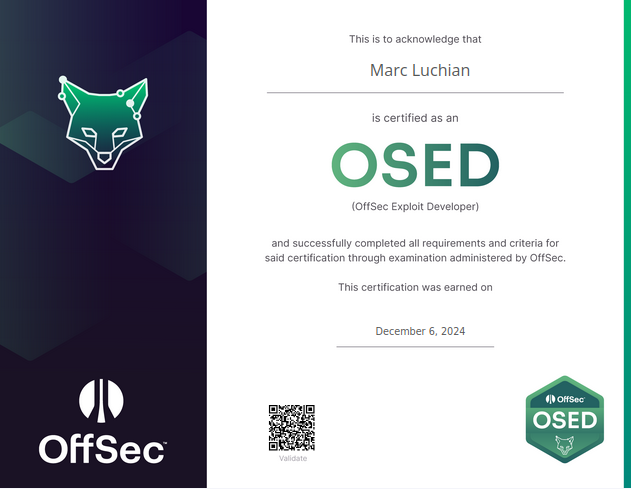 This is to acknowledge that
Marc Luchian
is certified as an
OSED
(OffSec Exploit Developer)
and successfully completed all requirements and criteria for
said certification through examination administered by OffSec.
This certification was earned on
December 6, 2024
OffSec™
Validate
OffSec
OSED